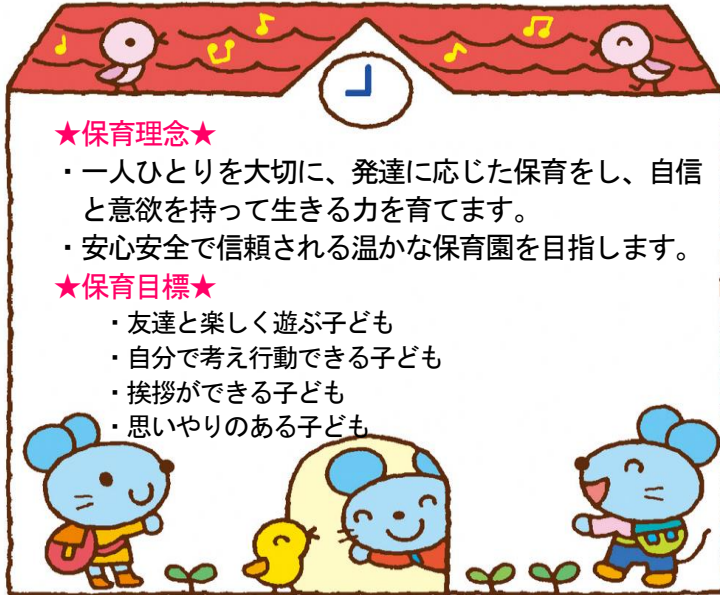 ★保育理念★
・一人ひとりを大切に、発達に応じた保育をし、自信
と意欲を持って生きる力を育てます。
・安心安全で信頼される温かな保育園を目指します。
★保育目標★
・友達と楽しく遊ぶ子ども
・自分で考え行動できる子ども
・挨拶ができる子ども
・思いやりのある子ども